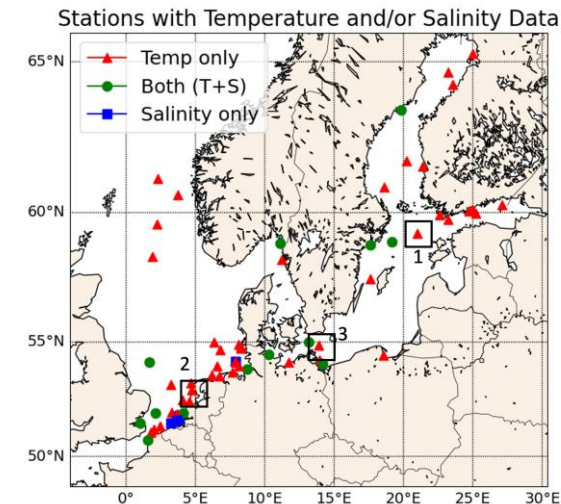 Stations with Temperature and/or Salinity Data
Temp only
Both (T+S)
Salinity only
65°N
60°N
55°N
50°N
1
2
3
0°
5°E
10°E
15°E
20°E
25°E
30°E